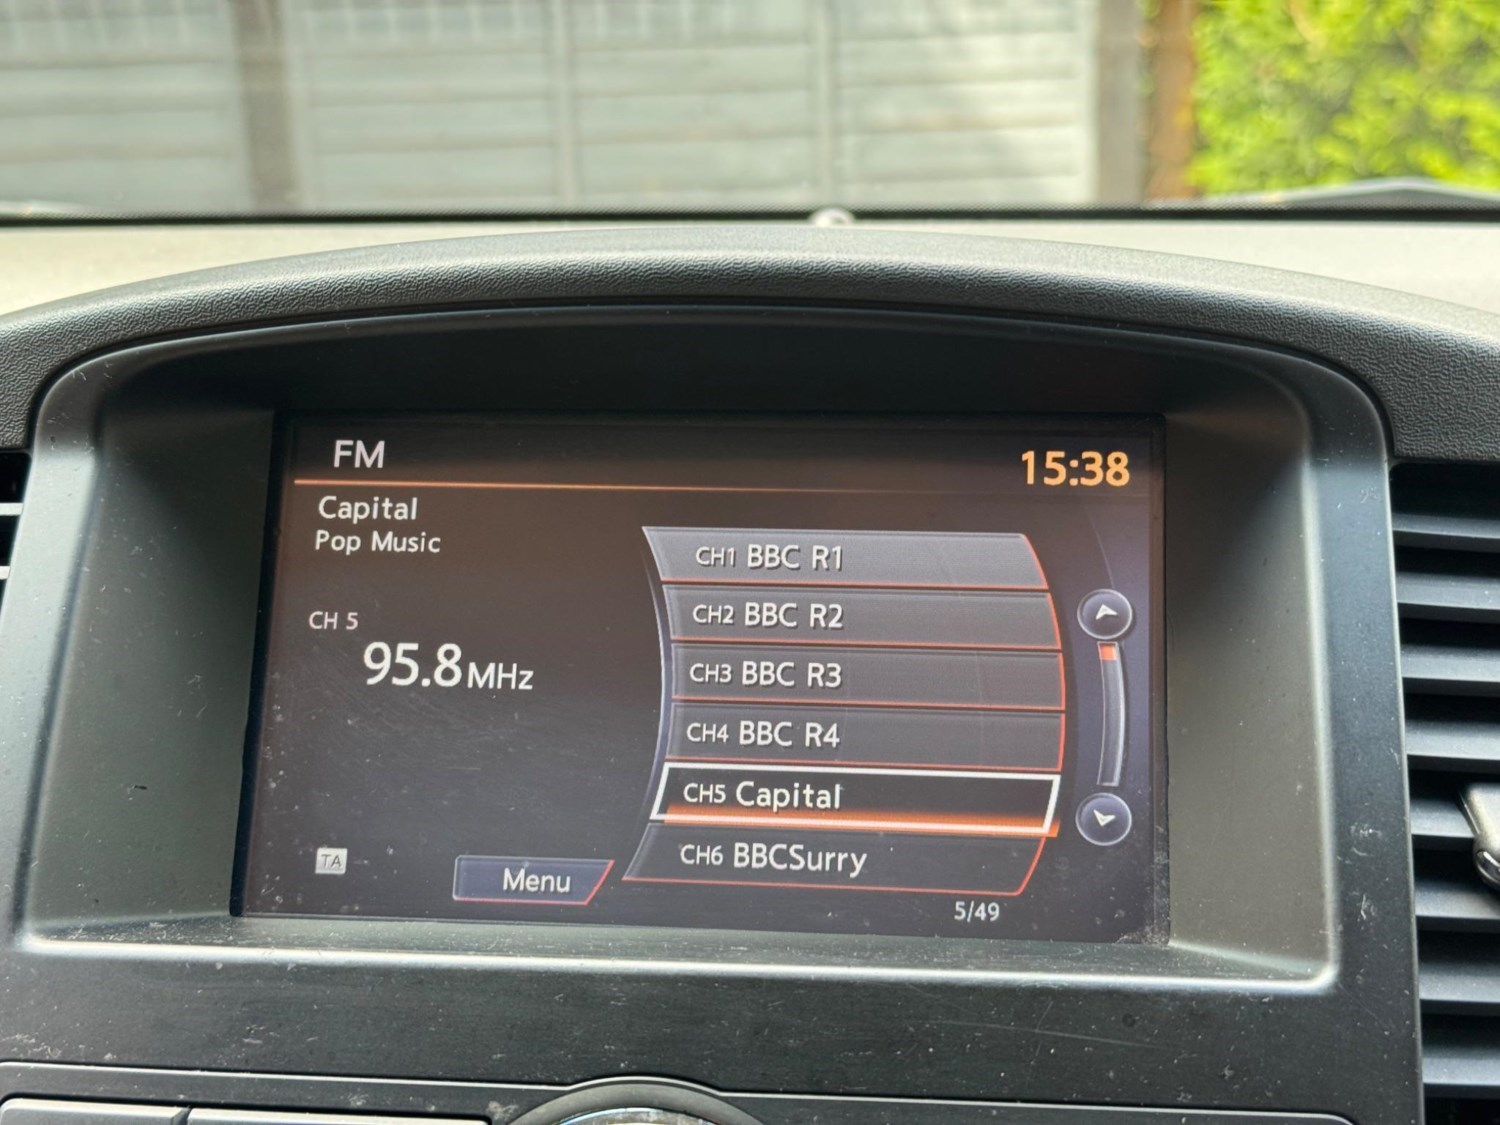 FM
15:38
Capital
Pop Music
CH 5
95.8MHz
CH1 BBC R1
CH2 BBC R2
CH3 BBC R3
CH4 BBC R4
CH5 Capital
CH6 BBCSurry
TA
Menu
5/49